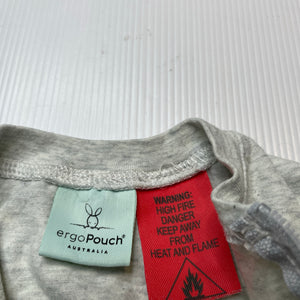 ergoPouch®
AUSTRALIA
WARNING:
HIGH FIRE
DANGER
KEEP AWAY
FROM
HEAT AND FLAME